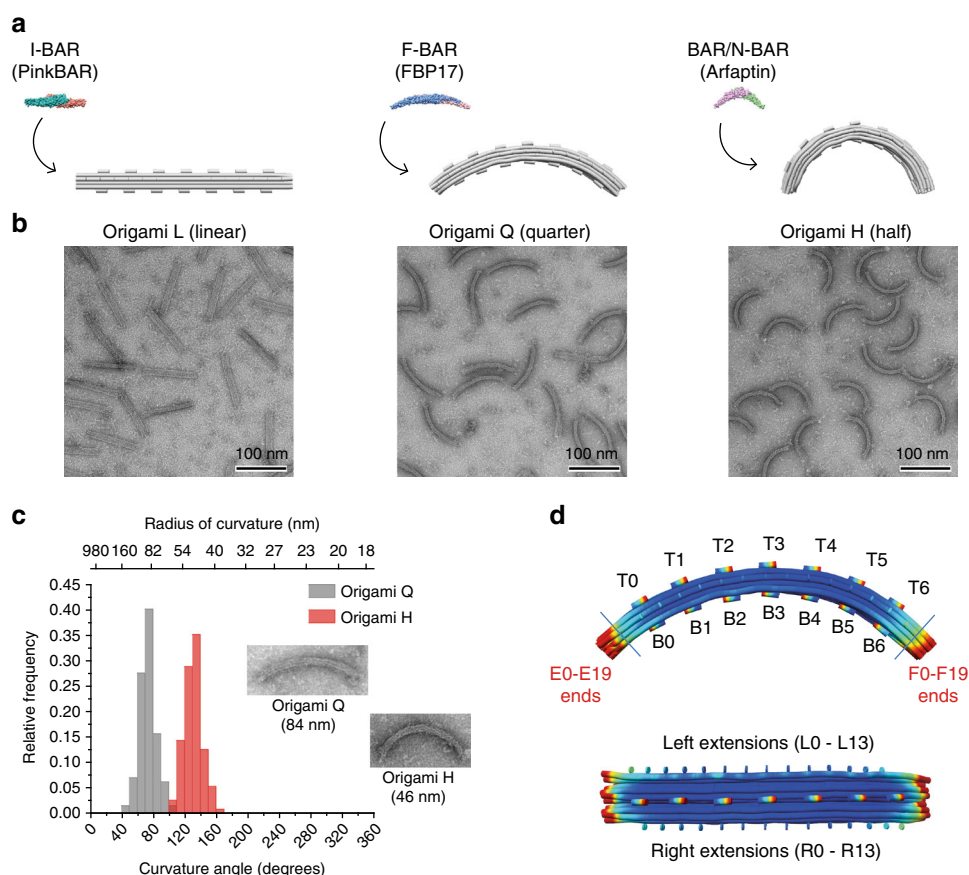 a
I-BAR
(PinkBAR)
F-BAR
(FBP17)
BAR/N-BAR
(Arfaptin)
b
Origami L (linear)
Origami Q (quarter)
Origami H (half)
100 nm
100 nm
100 nm
c
Radius of curvature (nm)
980 160 82 54 40 32 27 23 20 18
0.45
0.40
0.35
0.30
0.25
0.20
0.15
0.10
0.05
0.00
Relative frequency
Origami Q
Origami H
Origami Q
(84 nm)
Origami H
(46 nm)
0 40 80 120 160 200 240 280 320 360
Curvature angle (degrees)
d
T0 T1 T2 T3 T4 T5 T6
B0 B1 B2 B3 B4 B5 B6
E0-E19
ends
F0-F19
ends
Left extensions (L0 - L13)
Right extensions (R0 - R13)